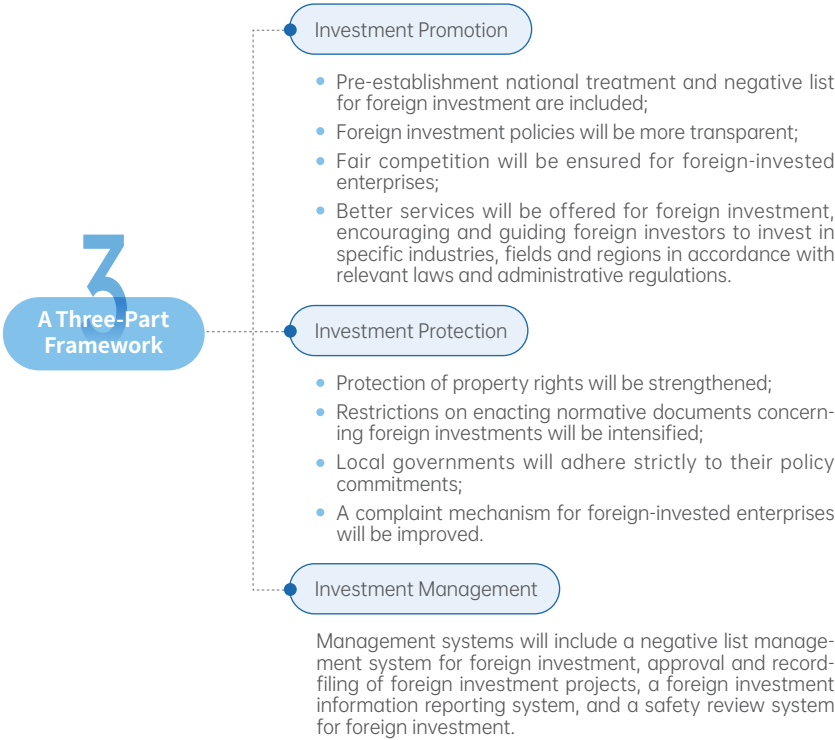 3
A Three-Part
Framework
Investment Promotion
• Pre-establishment national treatment and negative list
for foreign investment are included;
• Foreign investment policies will be more transparent;
• Fair competition will be ensured for foreign-invested
enterprises;
• Better services will be offered for foreign investment,
encouraging and guiding foreign investors to invest in
specific industries, fields and regions in accordance with
relevant laws and administrative regulations.
Investment Protection
• Protection of property rights will be strengthened;
• Restrictions on enacting normative documents concern-
ing foreign investments will be intensified;
• Local governments will adhere strictly to their policy
commitments;
• A complaint mechanism for foreign-invested enterprises
will be improved.
Investment Management
Management systems will include a negative list manage-
ment system for foreign investment, approval and record-
filing of foreign investment projects, a foreign investment
information reporting system, and a safety review system
for foreign investment.